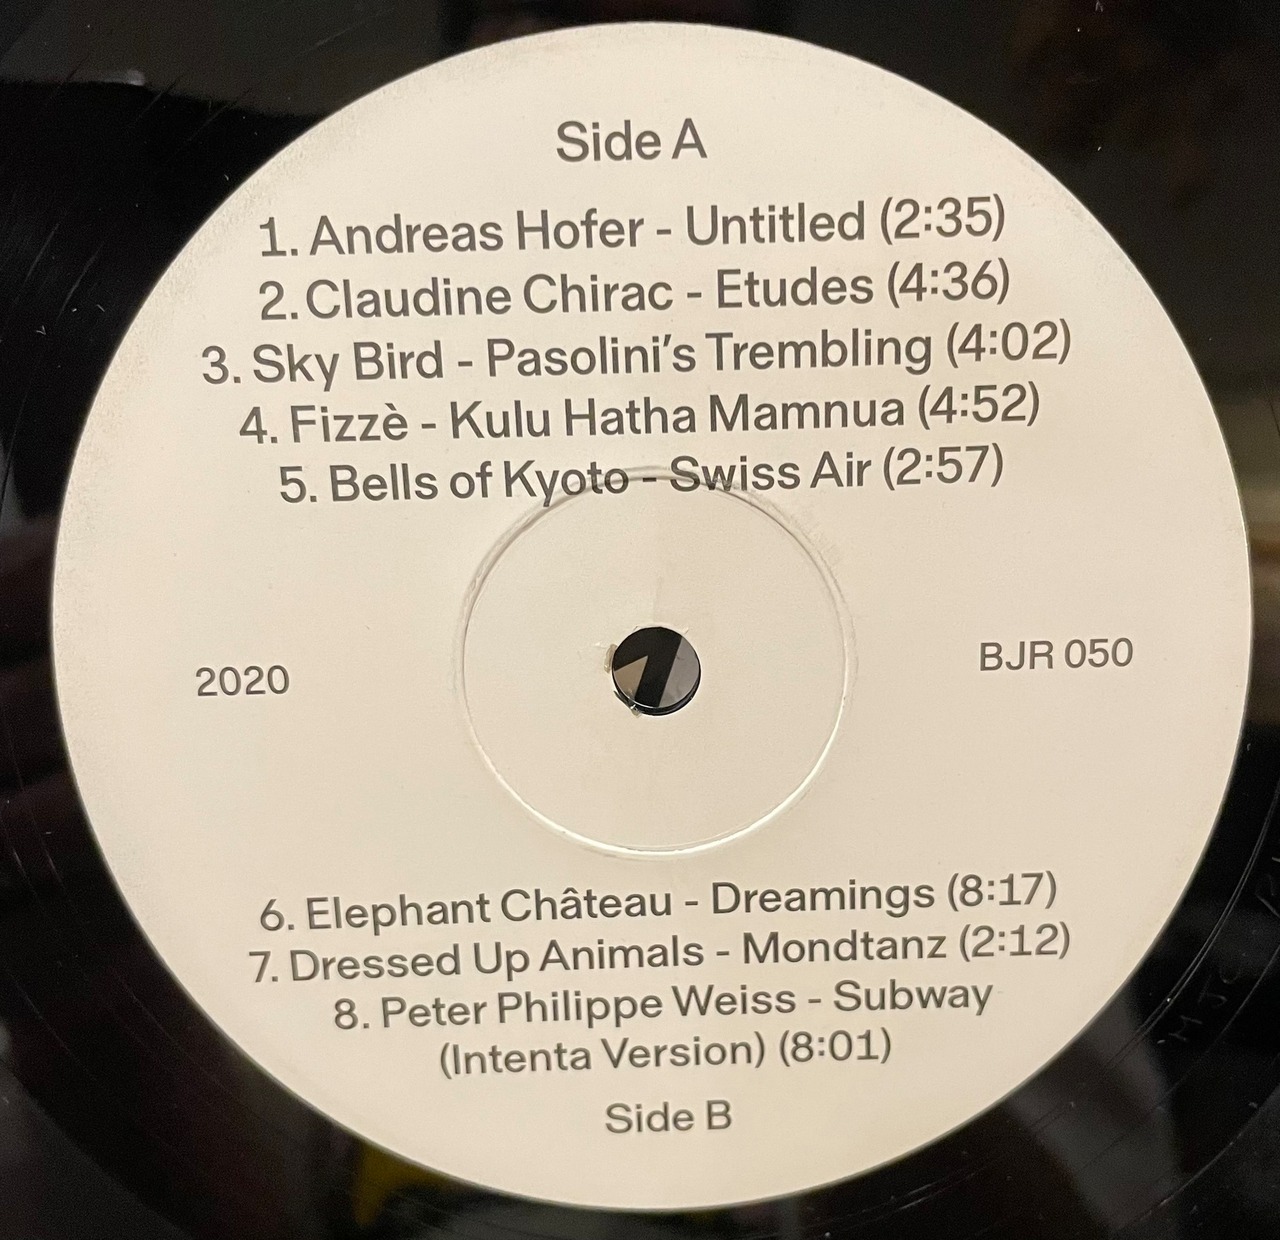 Side A
1. Andreas Hofer - Untitled (2:35)
2. Claudine Chirac - Etudes (4:36)
3. Sky Bird - Pasolini's Trembling (4:02)
4. Fizzè - Kulu Hatha Mamnua (4:52)
5. Bells of Kyoto - Swiss Air (2:57)
2020
BJR 050
6. Elephant Château - Dreamings (8:17)
7. Dressed Up Animals - Mondtanz (2:12)
8. Peter Philippe Weiss - Subway
(Intenta Version) (8:01)
Side B